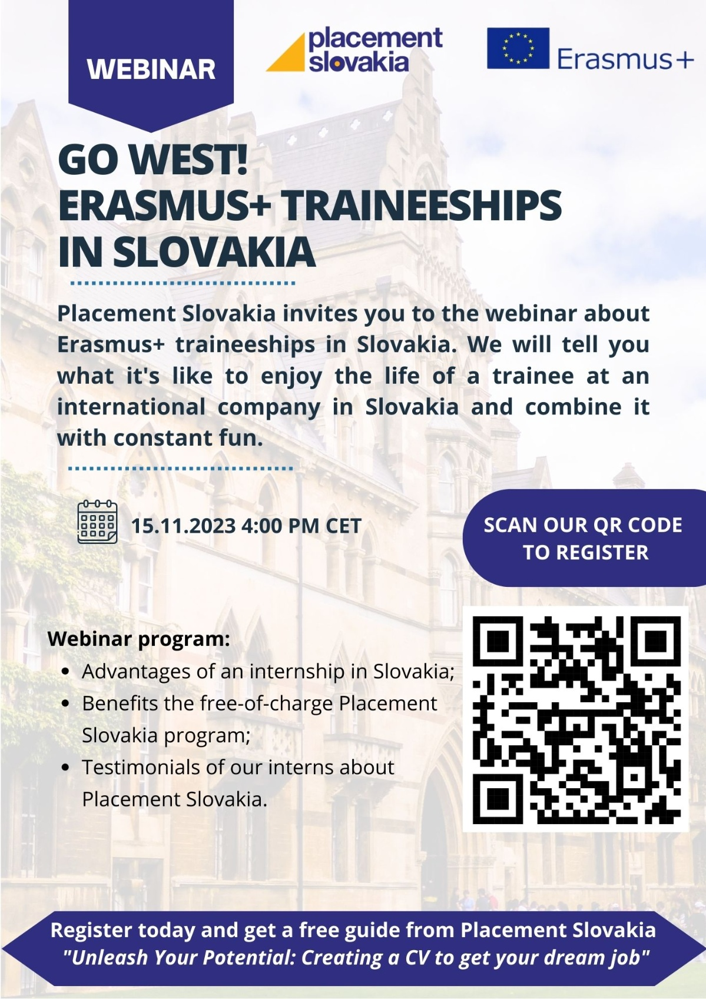 WEBINAR
placement
slovakia
Erasmus+
GO WEST!
ERASMUS+ TRAINEESHIPS
IN SLOVAKIA
Placement Slovakia invites you to the webinar about
Erasmus+ traineeships in Slovakia. We will tell you
what it's like to enjoy the life of a trainee at an
international company in Slovakia and combine it
with constant fun.
15.11.2023 4:00 PM CET
SCAN OUR QR CODE
TO REGISTER
Webinar program:
• Advantages of an internship in Slovakia;
• Benefits the free-of-charge Placement
Slovakia program;
• Testimonials of our interns about
Placement Slovakia.
Register today and get a free guide from Placement Slovakia
"Unleash Your Potential: Creating a CV to get your dream job"